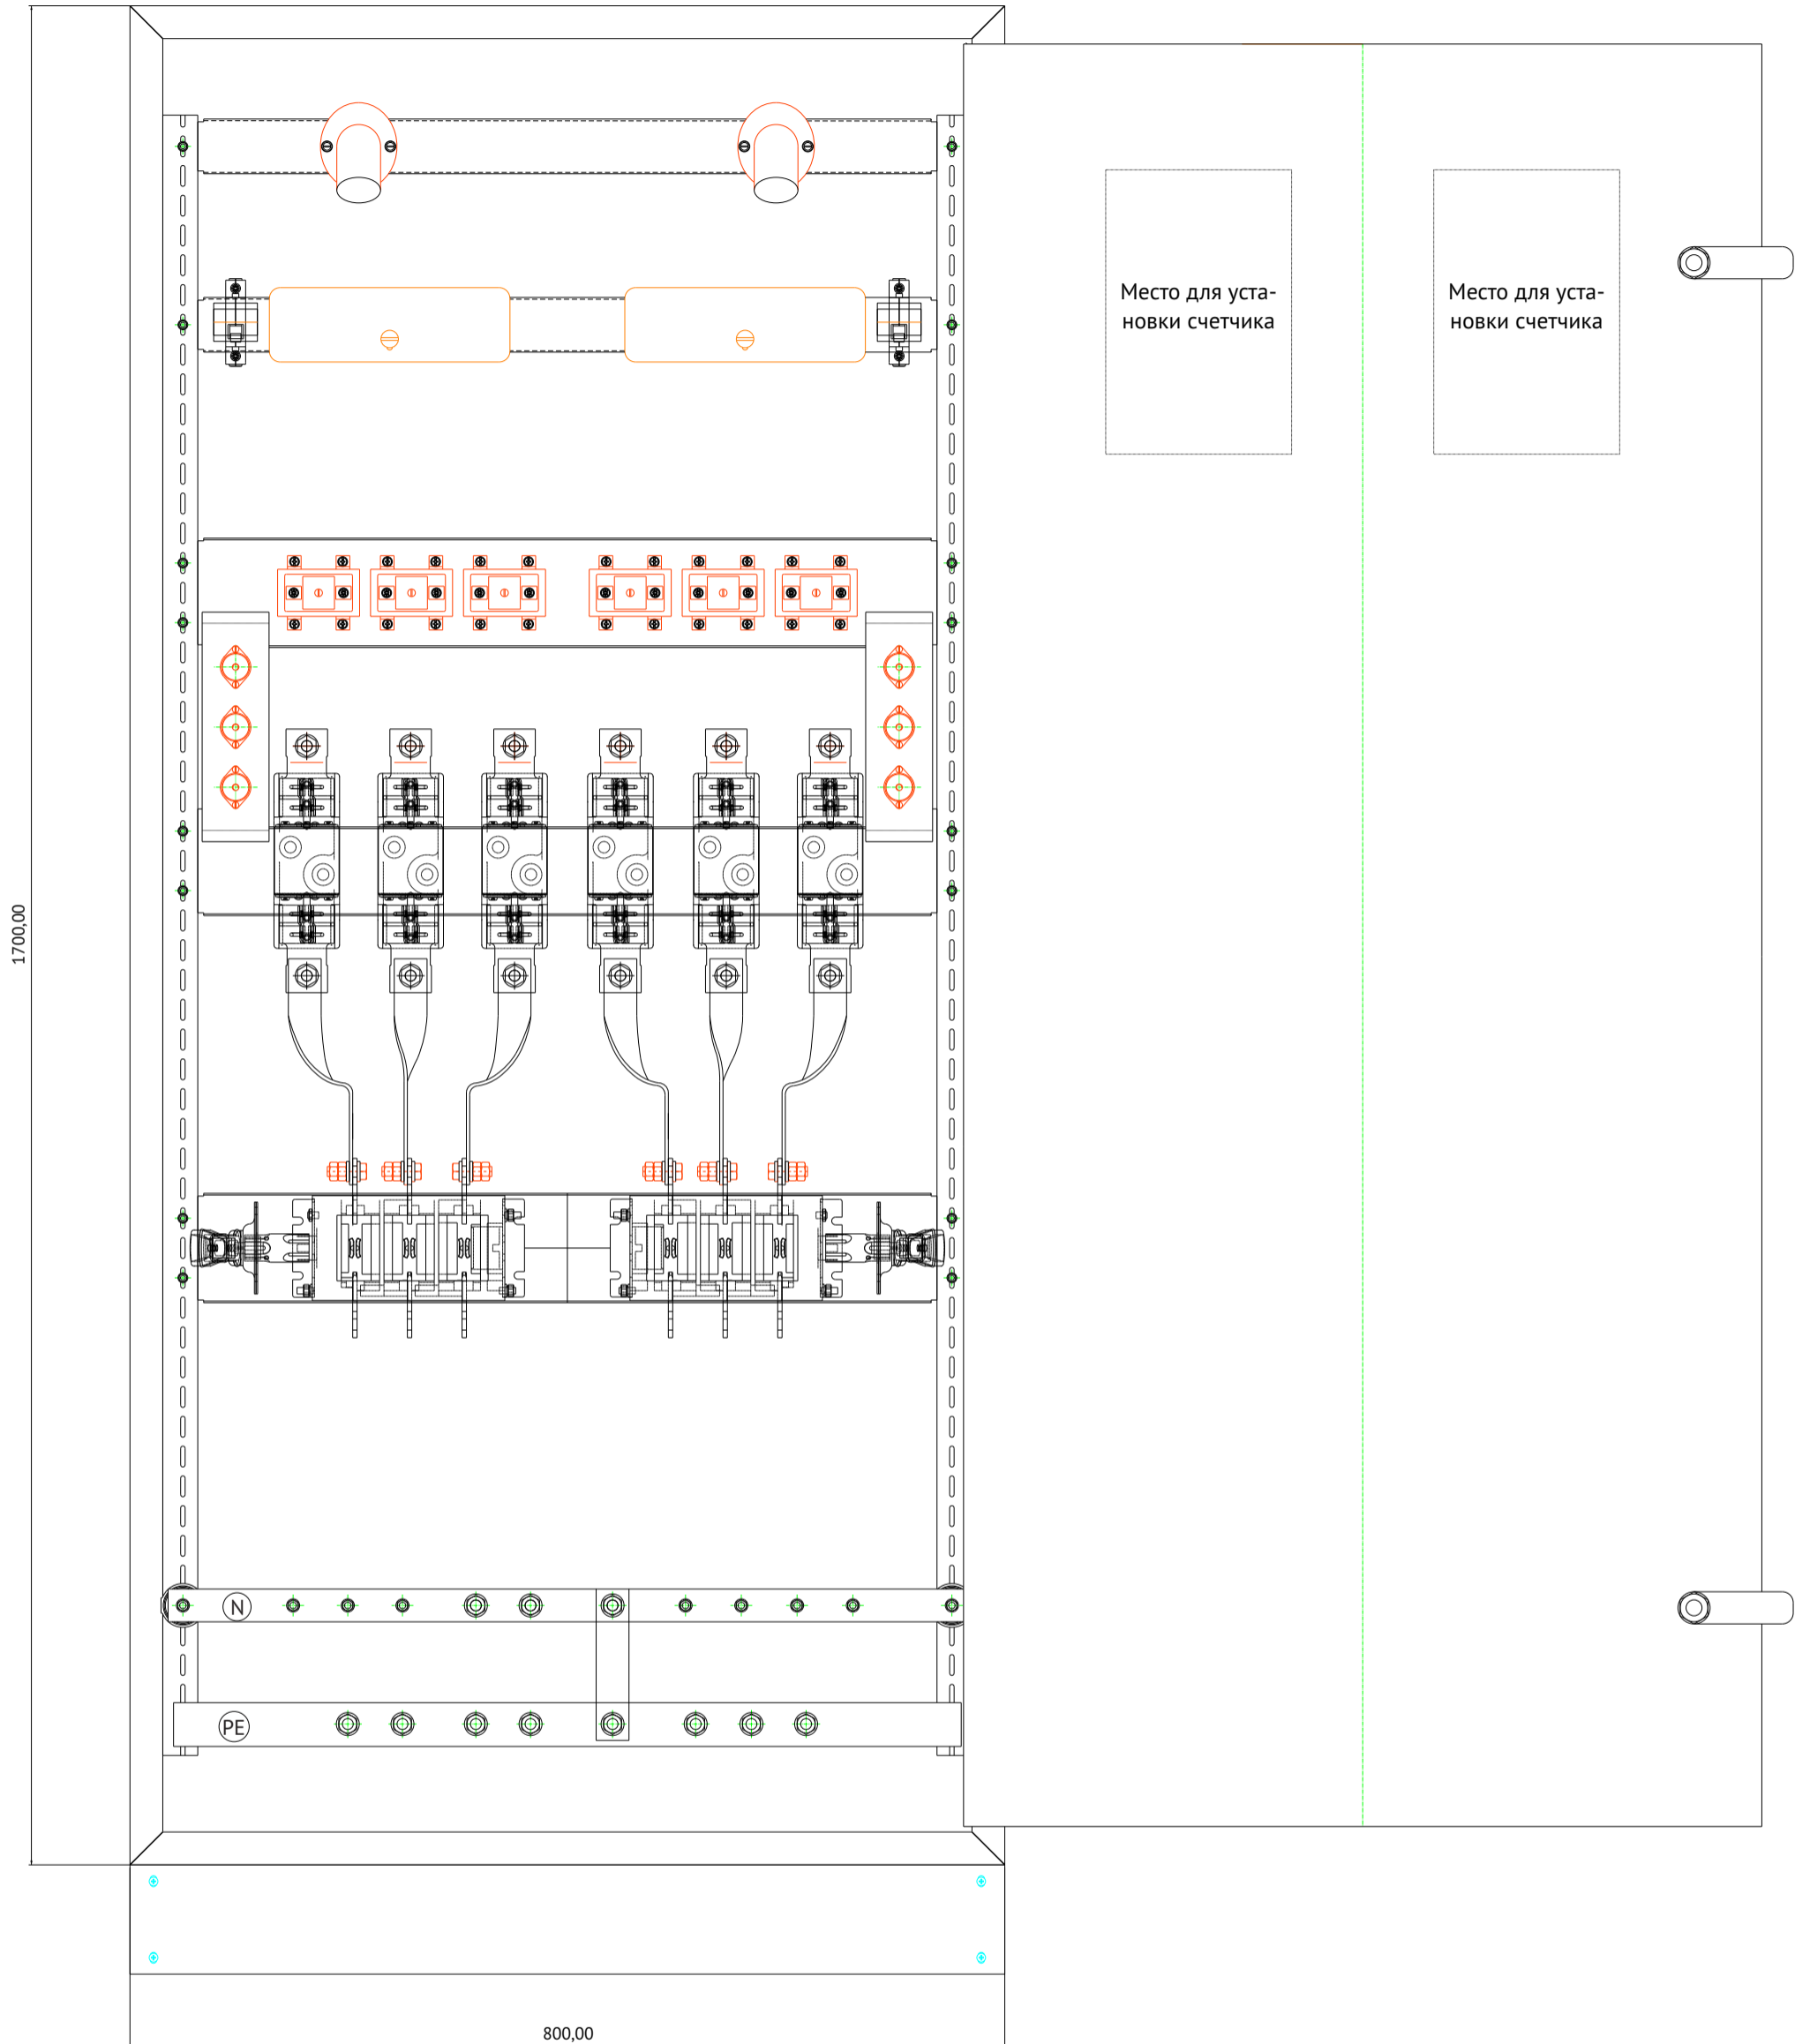 Место для уста-
новки счетчика
Место для уста-
новки счетчика
1700,00
N
PE
800,00